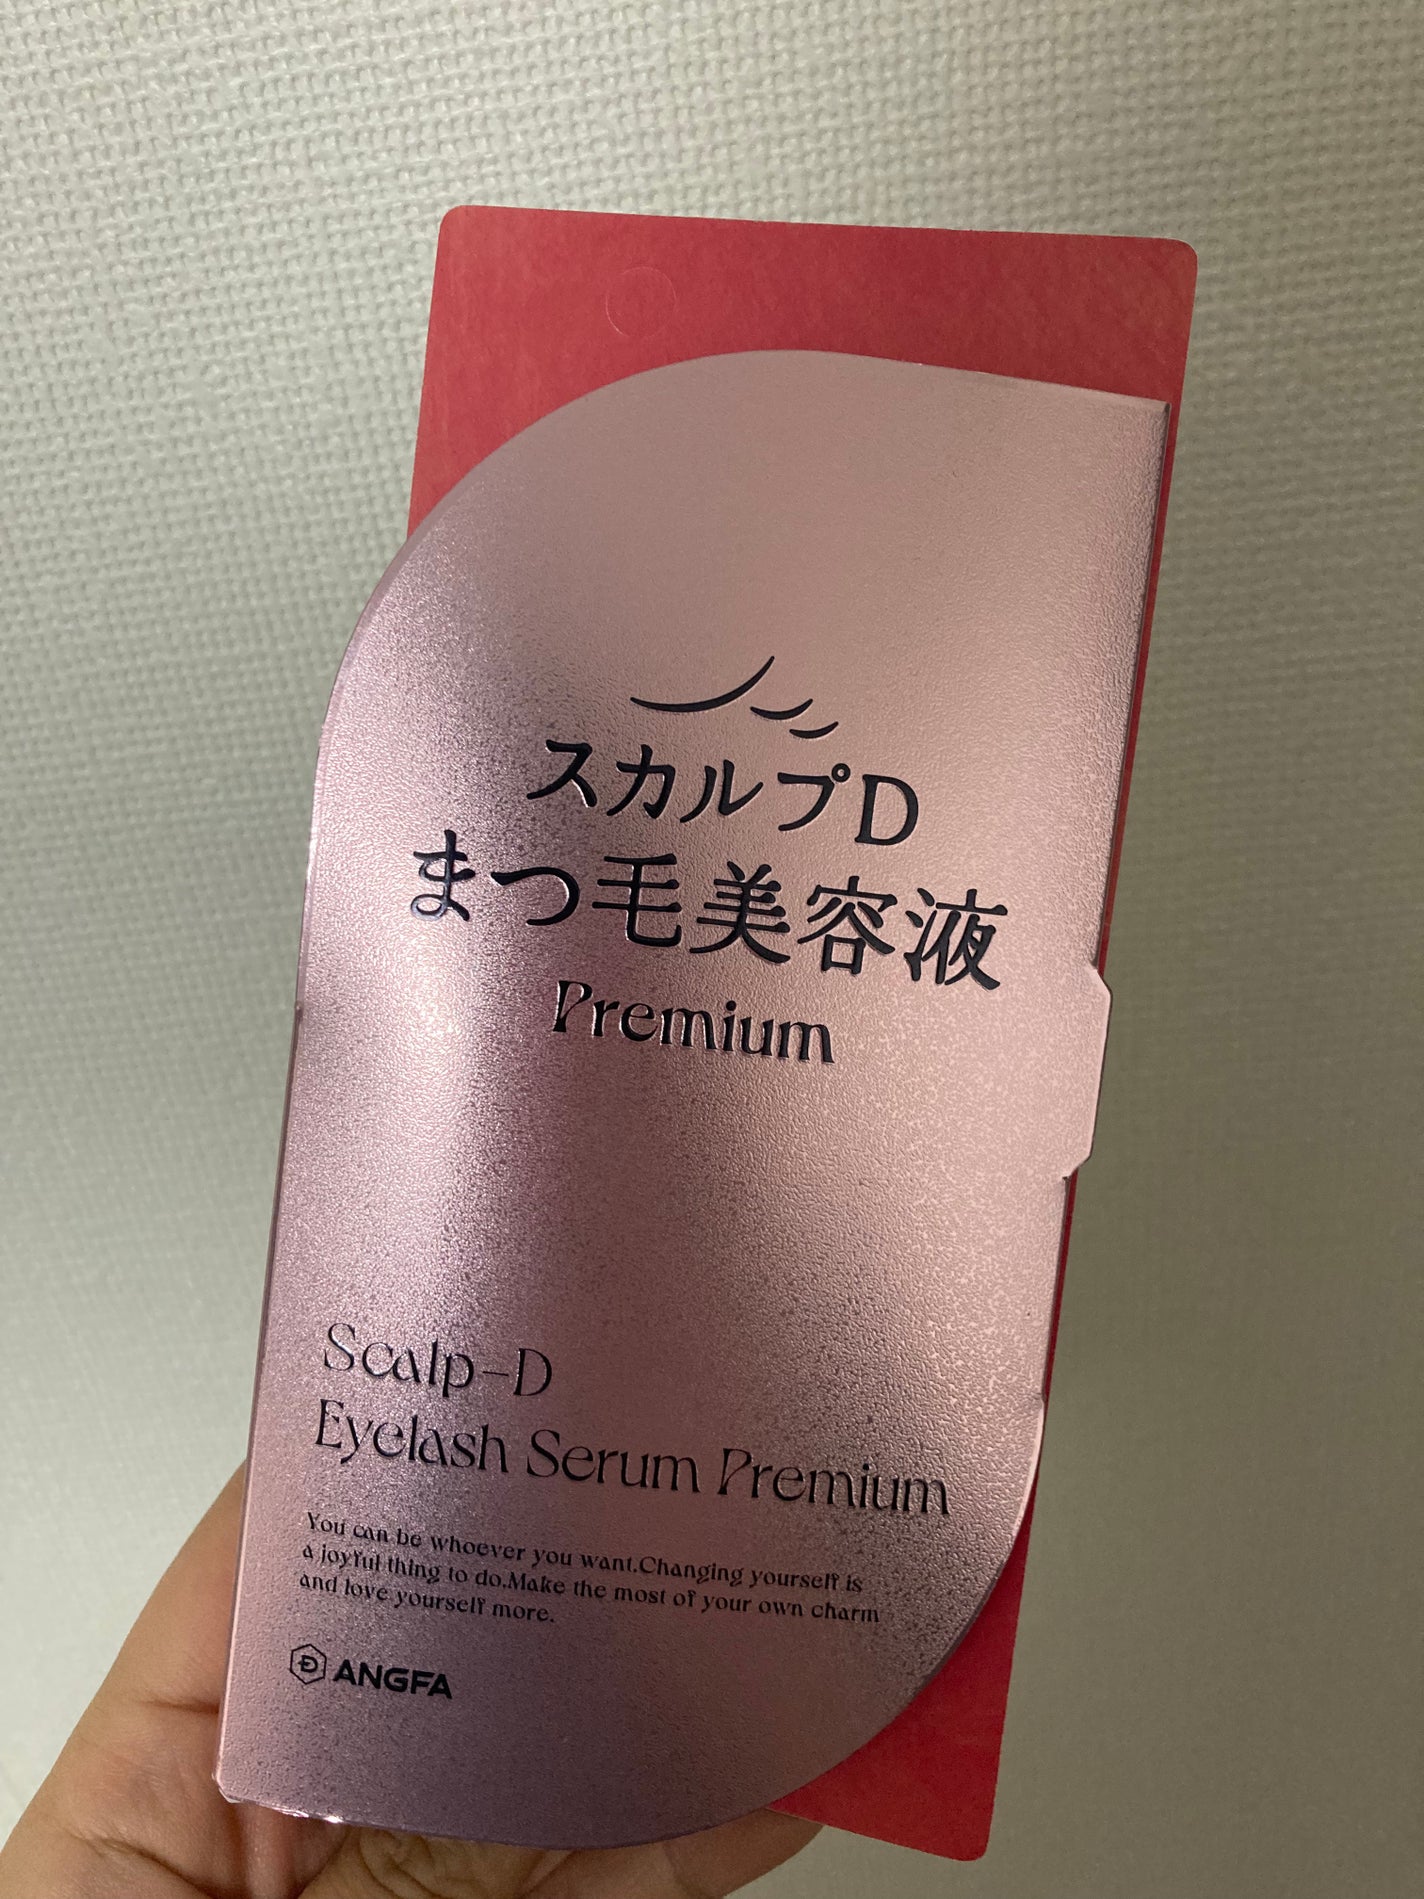 スカルプD
まつ毛美容液
Premium
Scalp-D
Eyelash Serum Premium
You can be whoever you want.Changing yourself is
a joyful thing to do.Make the most of your own charm
and love yourself more.
ANGFA